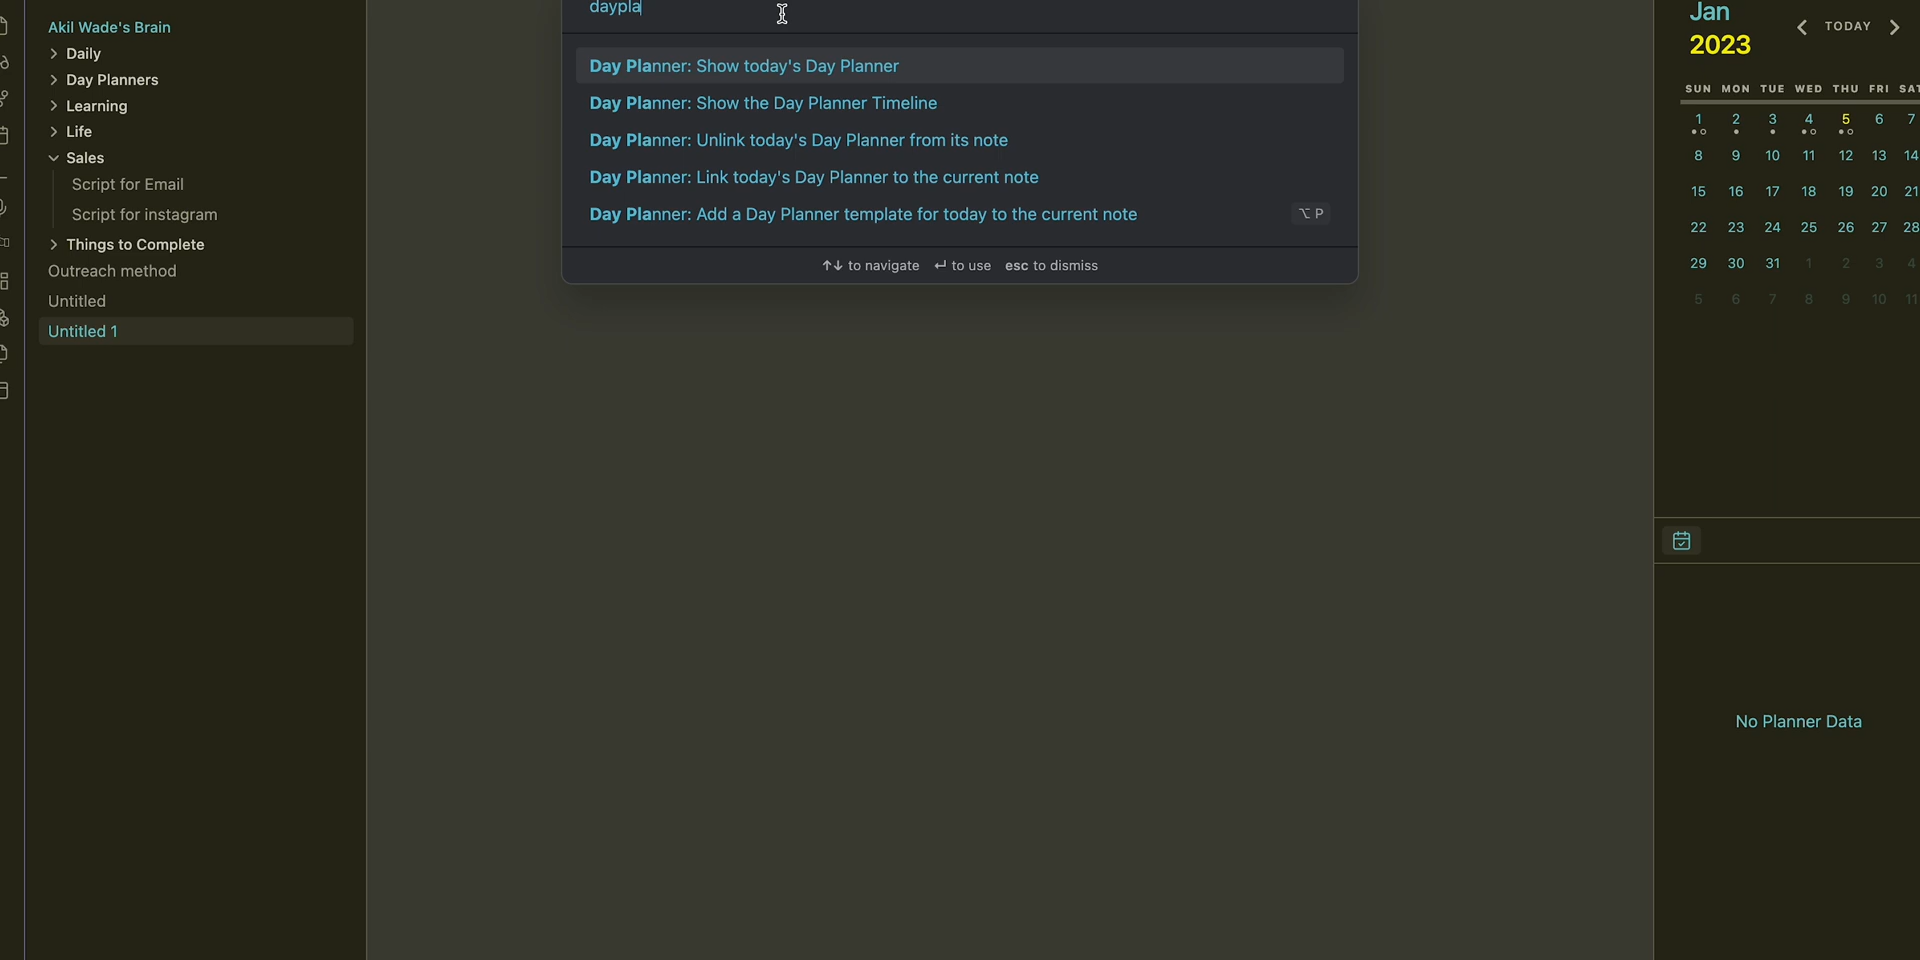 Akil Wade's Brain
Daily
Day Planners
Learning
Life
Sales
Script for Email
Script for instagram
Things to Complete
Outreach method
Untitled
Untitled 1
daypla
Day Planner: Show today's Day Planner
Day Planner: Show the Day Planner Timeline
Day Planner: Unlink today's Day Planner from its note
Day Planner: Link today's Day Planner to the current note
Day Planner: Add a Day Planner template for today to the current note ⌥ P
↑↓ to navigate ↵ to use esc to dismiss
Jan
2023
TODAY
SUN MON TUE WED THU FRI SAT
1 2 3 4 5 6 7
8 9 10 11 12 13 14
15 16 17 18 19 20 21
22 23 24 25 26 27 28
29 30 31 1 2 3 4
5 6 7 8 9 10 11
No Planner Data